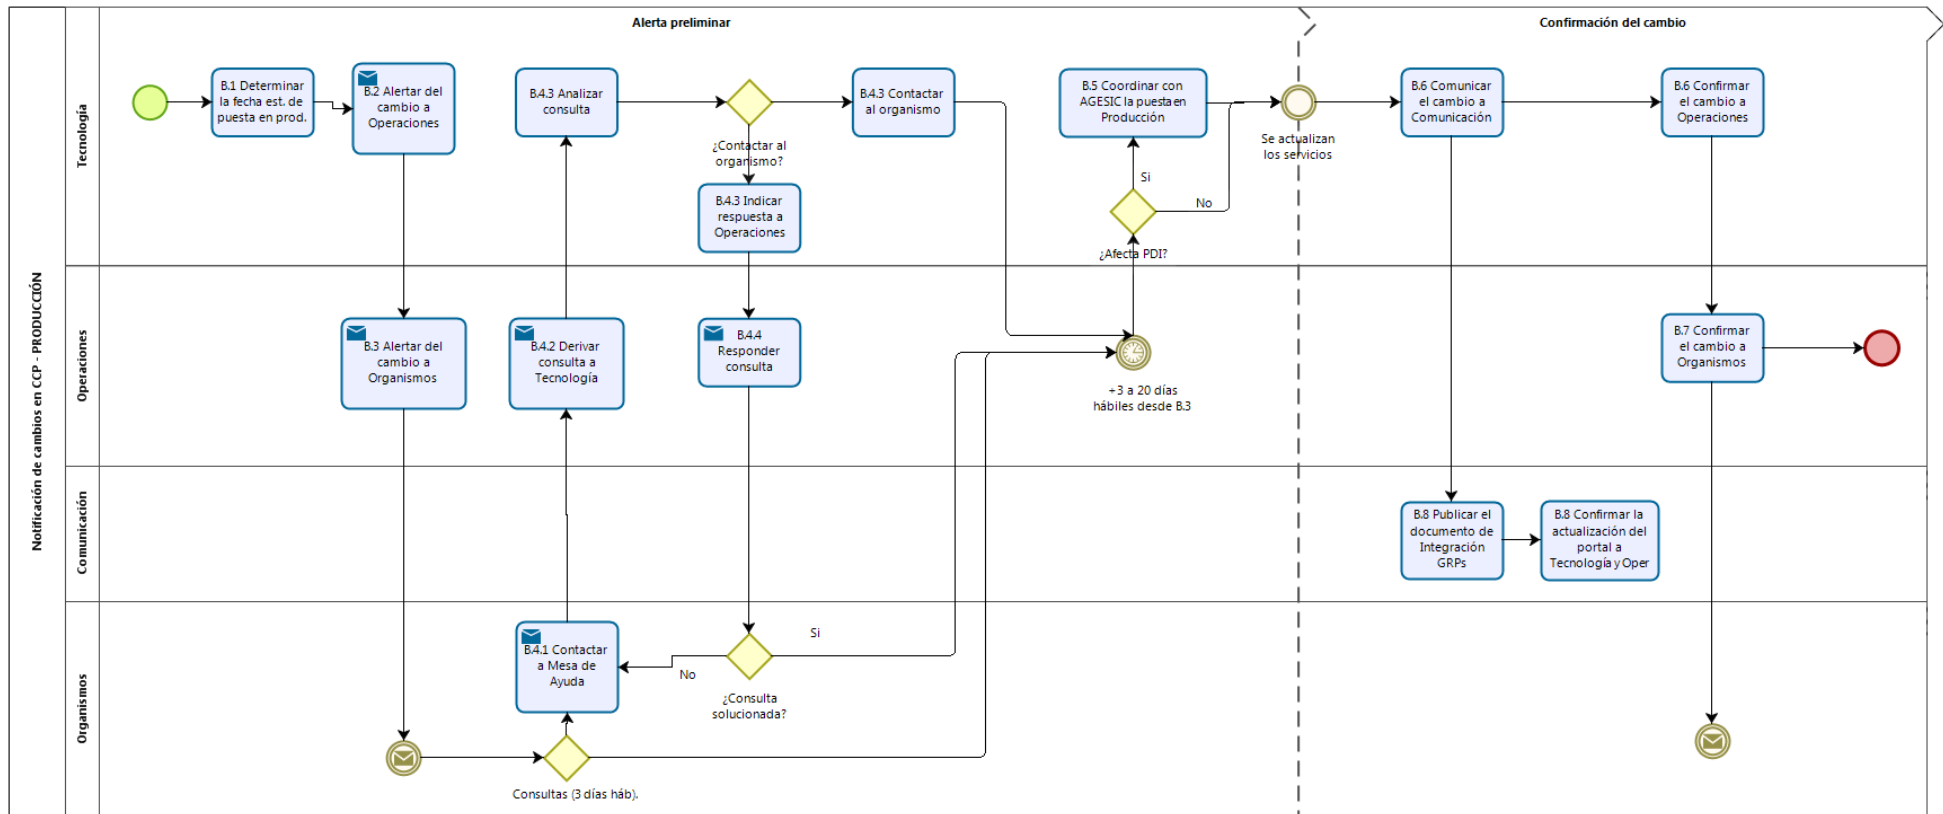 Alerta preliminar
Confirmación del cambio
Notificación de cambios en CCP - PRODUCCIÓN
Tecnología
B.1 Determinar
la fecha est. de
puesta en prod.
B.2 Alertar del
cambio a
Operaciones
B.4.3 Analizar
consulta
¿Contactar al
organismo?
B.4.3 Contactar
al organismo
B.4.3 Indicar
respuesta a
Operaciones
B.5 Coordinar con
AGESIC la puesta en
Producción
Si
No
¿Afecta PDI?
Se actualizan
los servicios
B.6 Comunicar
el cambio a
Comunicación
B.6 Confirmar
el cambio a
Operaciones
Operaciones
B.3 Alertar del
cambio a
Organismos
B.4.2 Derivar
consulta a
Tecnología
B.4.4
Responder
consulta
+3 a 20 días
hábiles desde B.3
B.7 Confirmar
el cambio a
Organismos
Comunicación
B.8 Publicar el
documento de
Integración
GRPs
B.8 Confirmar la
actualización del
portal a
Tecnología y Oper
Organismos
B.4.1 Contactar
a Mesa de
Ayuda
Si
No
¿Consulta
solucionada?
Consultas (3 días háb).